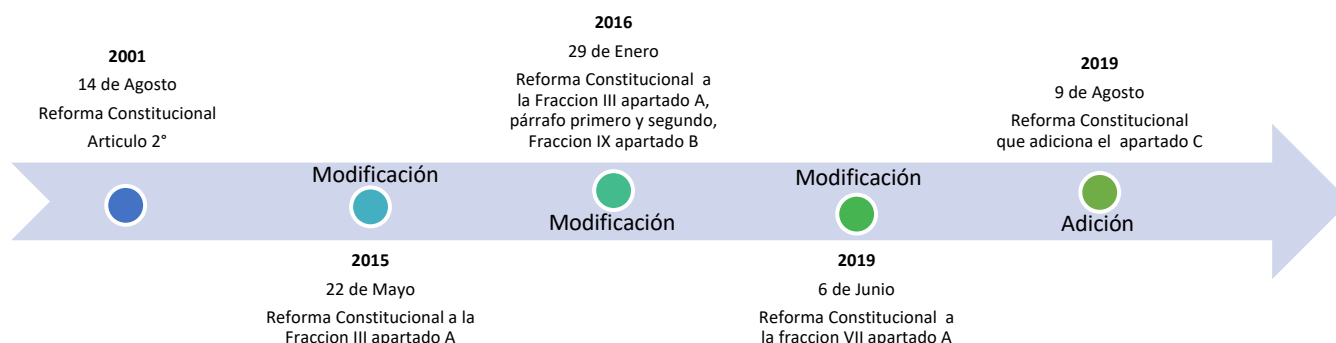 2001
14 de Agosto
Reforma Constitucional
Articulo 2°
Modificación
2015
22 de Mayo
Reforma Constitucional a la
Fraccion III apartado A
2016
29 de Enero
Reforma Constitucional a
la Fraccion III apartado A,
párrafo primero y segundo,
Fraccion IX apartado B
Modificación
Modificación
2019
6 de Junio
Reforma Constitucional a
la fraccion VII apartado A
2019
9 de Agosto
Reforma Constitucional
que adiciona el apartado C
Adición